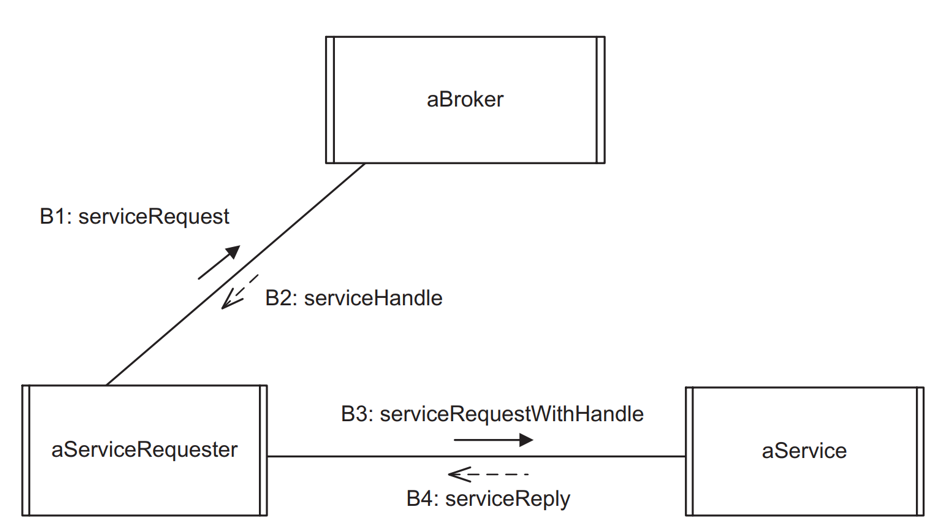 aBroker
B1: serviceRequest
B2: serviceHandle
B3: serviceRequestWithHandle
aServiceRequester
aService
B4: serviceReply